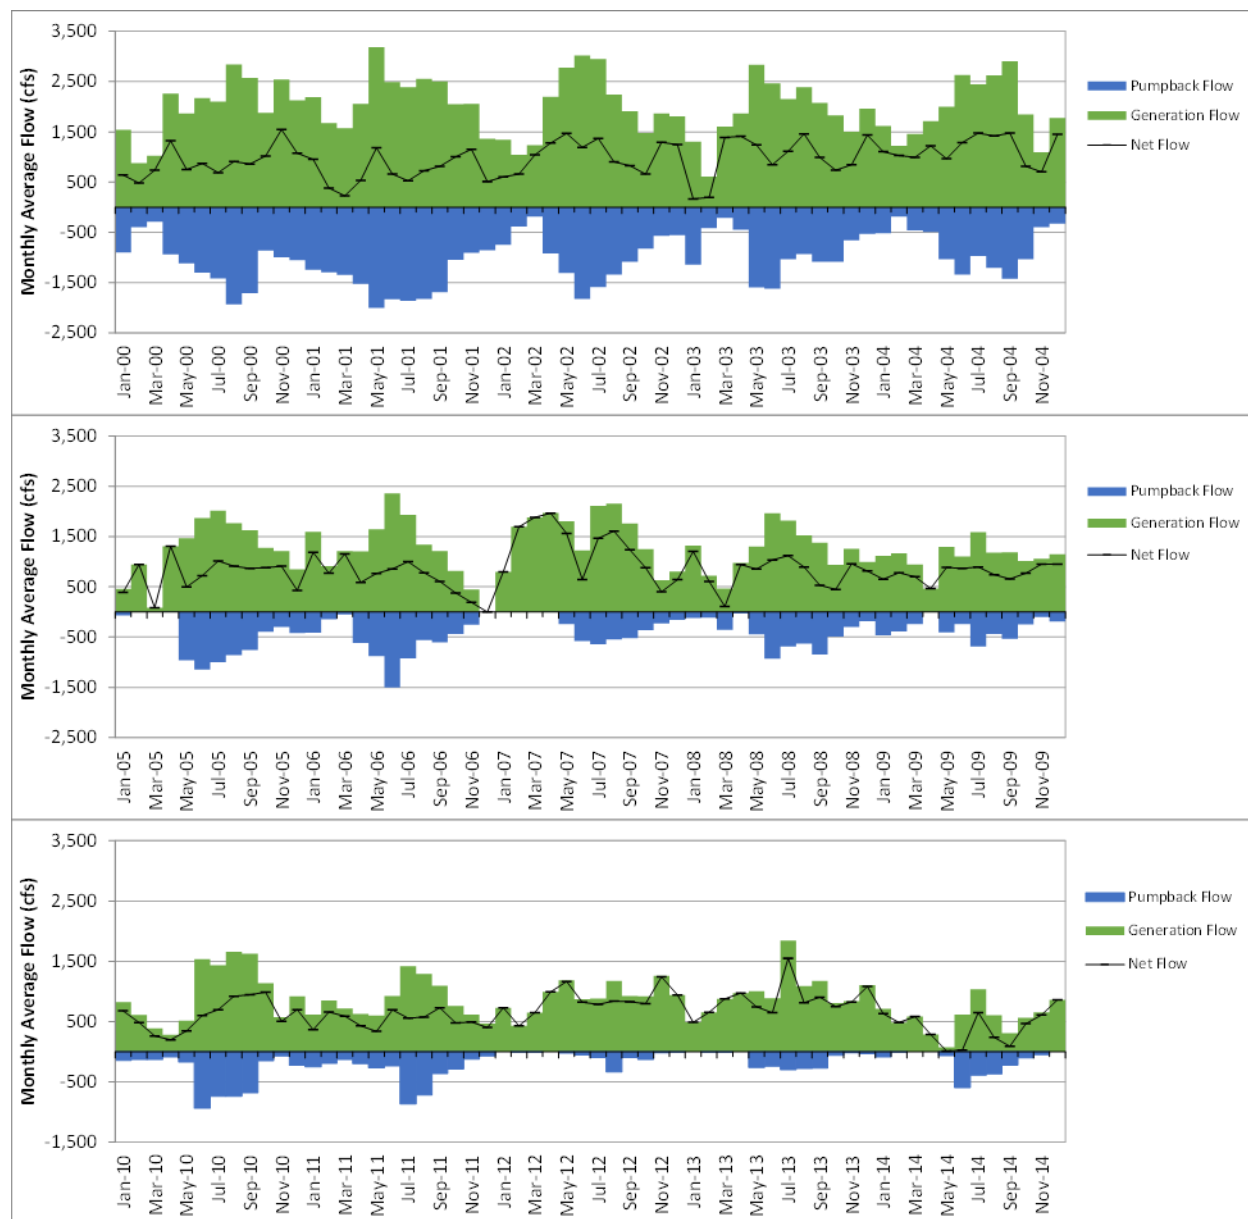 Monthly Average Flow (cfs)
3,500
2,500
1,500
500
-500
-1,500
-2,500
Jan-00
Mar-00
May-00
Jul-00
Sep-00
Nov-00
Jan-01
Mar-01
May-01
Jul-01
Sep-01
Nov-01
Jan-02
Mar-02
May-02
Jul-02
Sep-02
Nov-02
Jan-03
Mar-03
May-03
Jul-03
Sep-03
Nov-03
Jan-04
Mar-04
May-04
Jul-04
Sep-04
Nov-04
Pumpback Flow
Generation Flow
Net Flow
Monthly Average Flow (cfs)
3,500
2,500
1,500
500
-500
-1,500
-2,500
Jan-05
Mar-05
May-05
Jul-05
Sep-05
Nov-05
Jan-06
Mar-06
May-06
Jul-06
Sep-06
Nov-06
Jan-07
Mar-07
May-07
Jul-07
Sep-07
Nov-07
Jan-08
Mar-08
May-08
Jul-08
Sep-08
Nov-08
Jan-09
Mar-09
May-09
Jul-09
Sep-09
Nov-09
Pumpback Flow
Generation Flow
Net Flow
Monthly Average Flow (cfs)
3,500
2,500
1,500
500
-500
-1,500
Jan-10
Mar-10
May-10
Jul-10
Sep-10
Nov-10
Jan-11
Mar-11
May-11
Jul-11
Sep-11
Nov-11
Jan-12
Mar-12
May-12
Jul-12
Sep-12
Nov-12
Jan-13
Mar-13
May-13
Jul-13
Sep-13
Nov-13
Jan-14
Mar-14
May-14
Jul-14
Sep-14
Nov-14
Pumpback Flow
Generation Flow
Net Flow